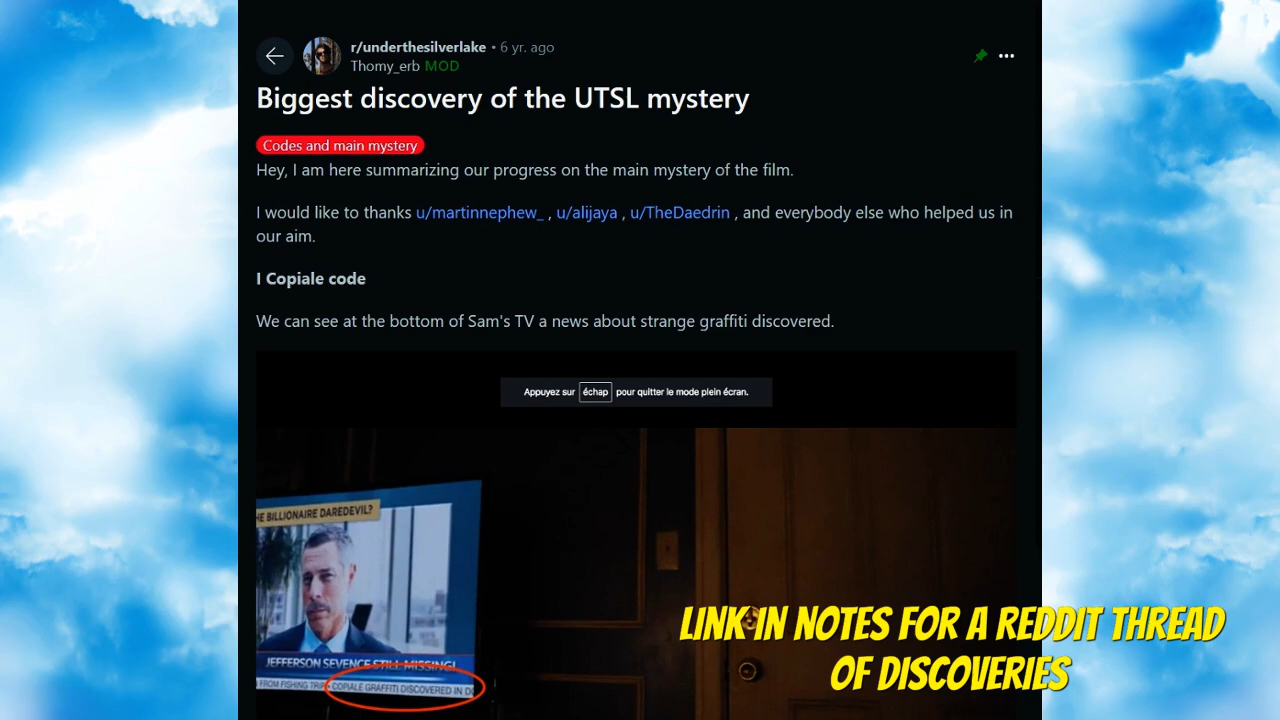 r/underthesilverlake • 6 yr. ago
Thomy_erb MOD
Biggest discovery of the UTSL mystery
Codes and main mystery
Hey, I am here summarizing our progress on the main mystery of the film.
I would like to thanks u/martinnephew_ , u/alijaya , u/TheDaedrin , and everybody else who helped us in
our aim.
I Copiale code
We can see at the bottom of Sam's TV a news about strange graffiti discovered.
Appuyez sur échap pour quitter le mode plein écran.
HE BILLIONAIRE DAREDEVIL?
JEFFERSON SEVENCE STILL MISSING!
FROM FISHING TRIP • COPIALE GRAFFITI DISCOVERED IN
LINK IN NOTES FOR A REDDIT THREAD
OF DISCOVERIES